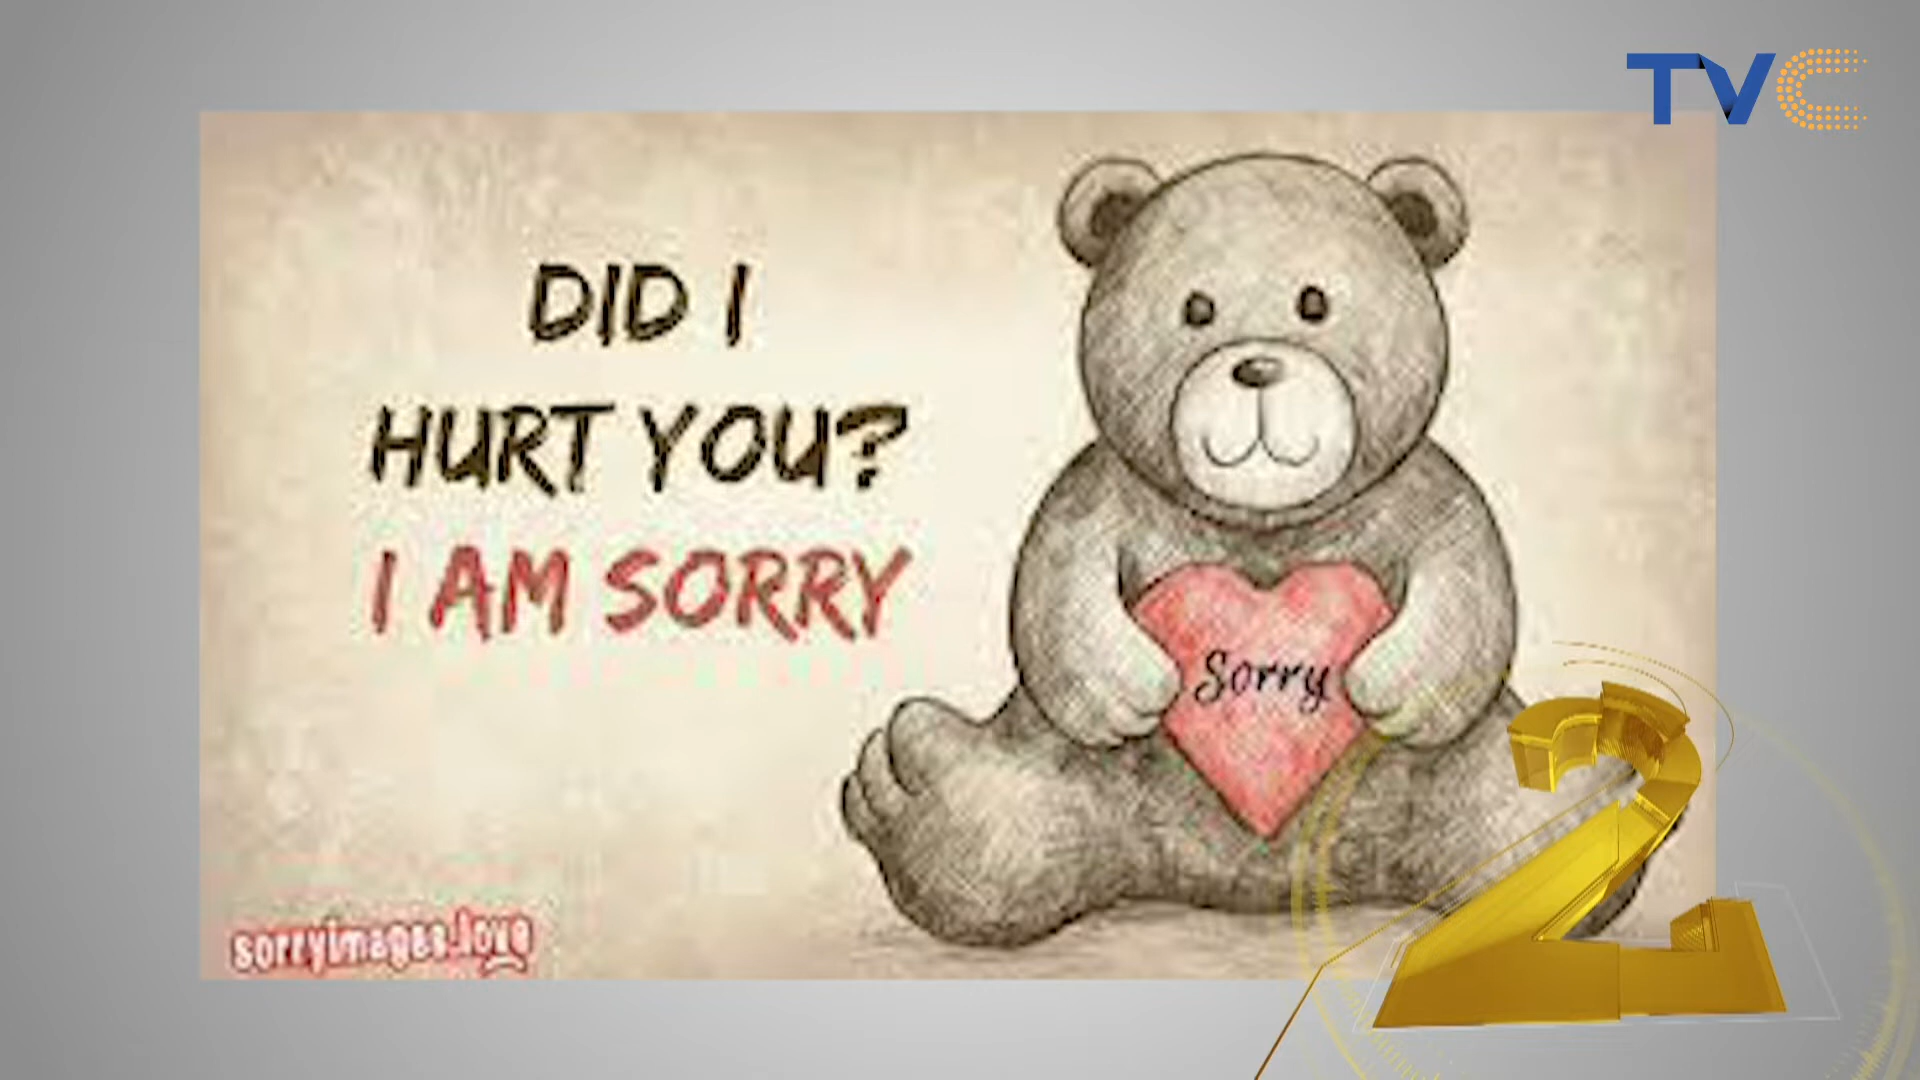 TVC
DID I
HURT YOU?
I AM SORRY
Sorry
sorryimages.love
2